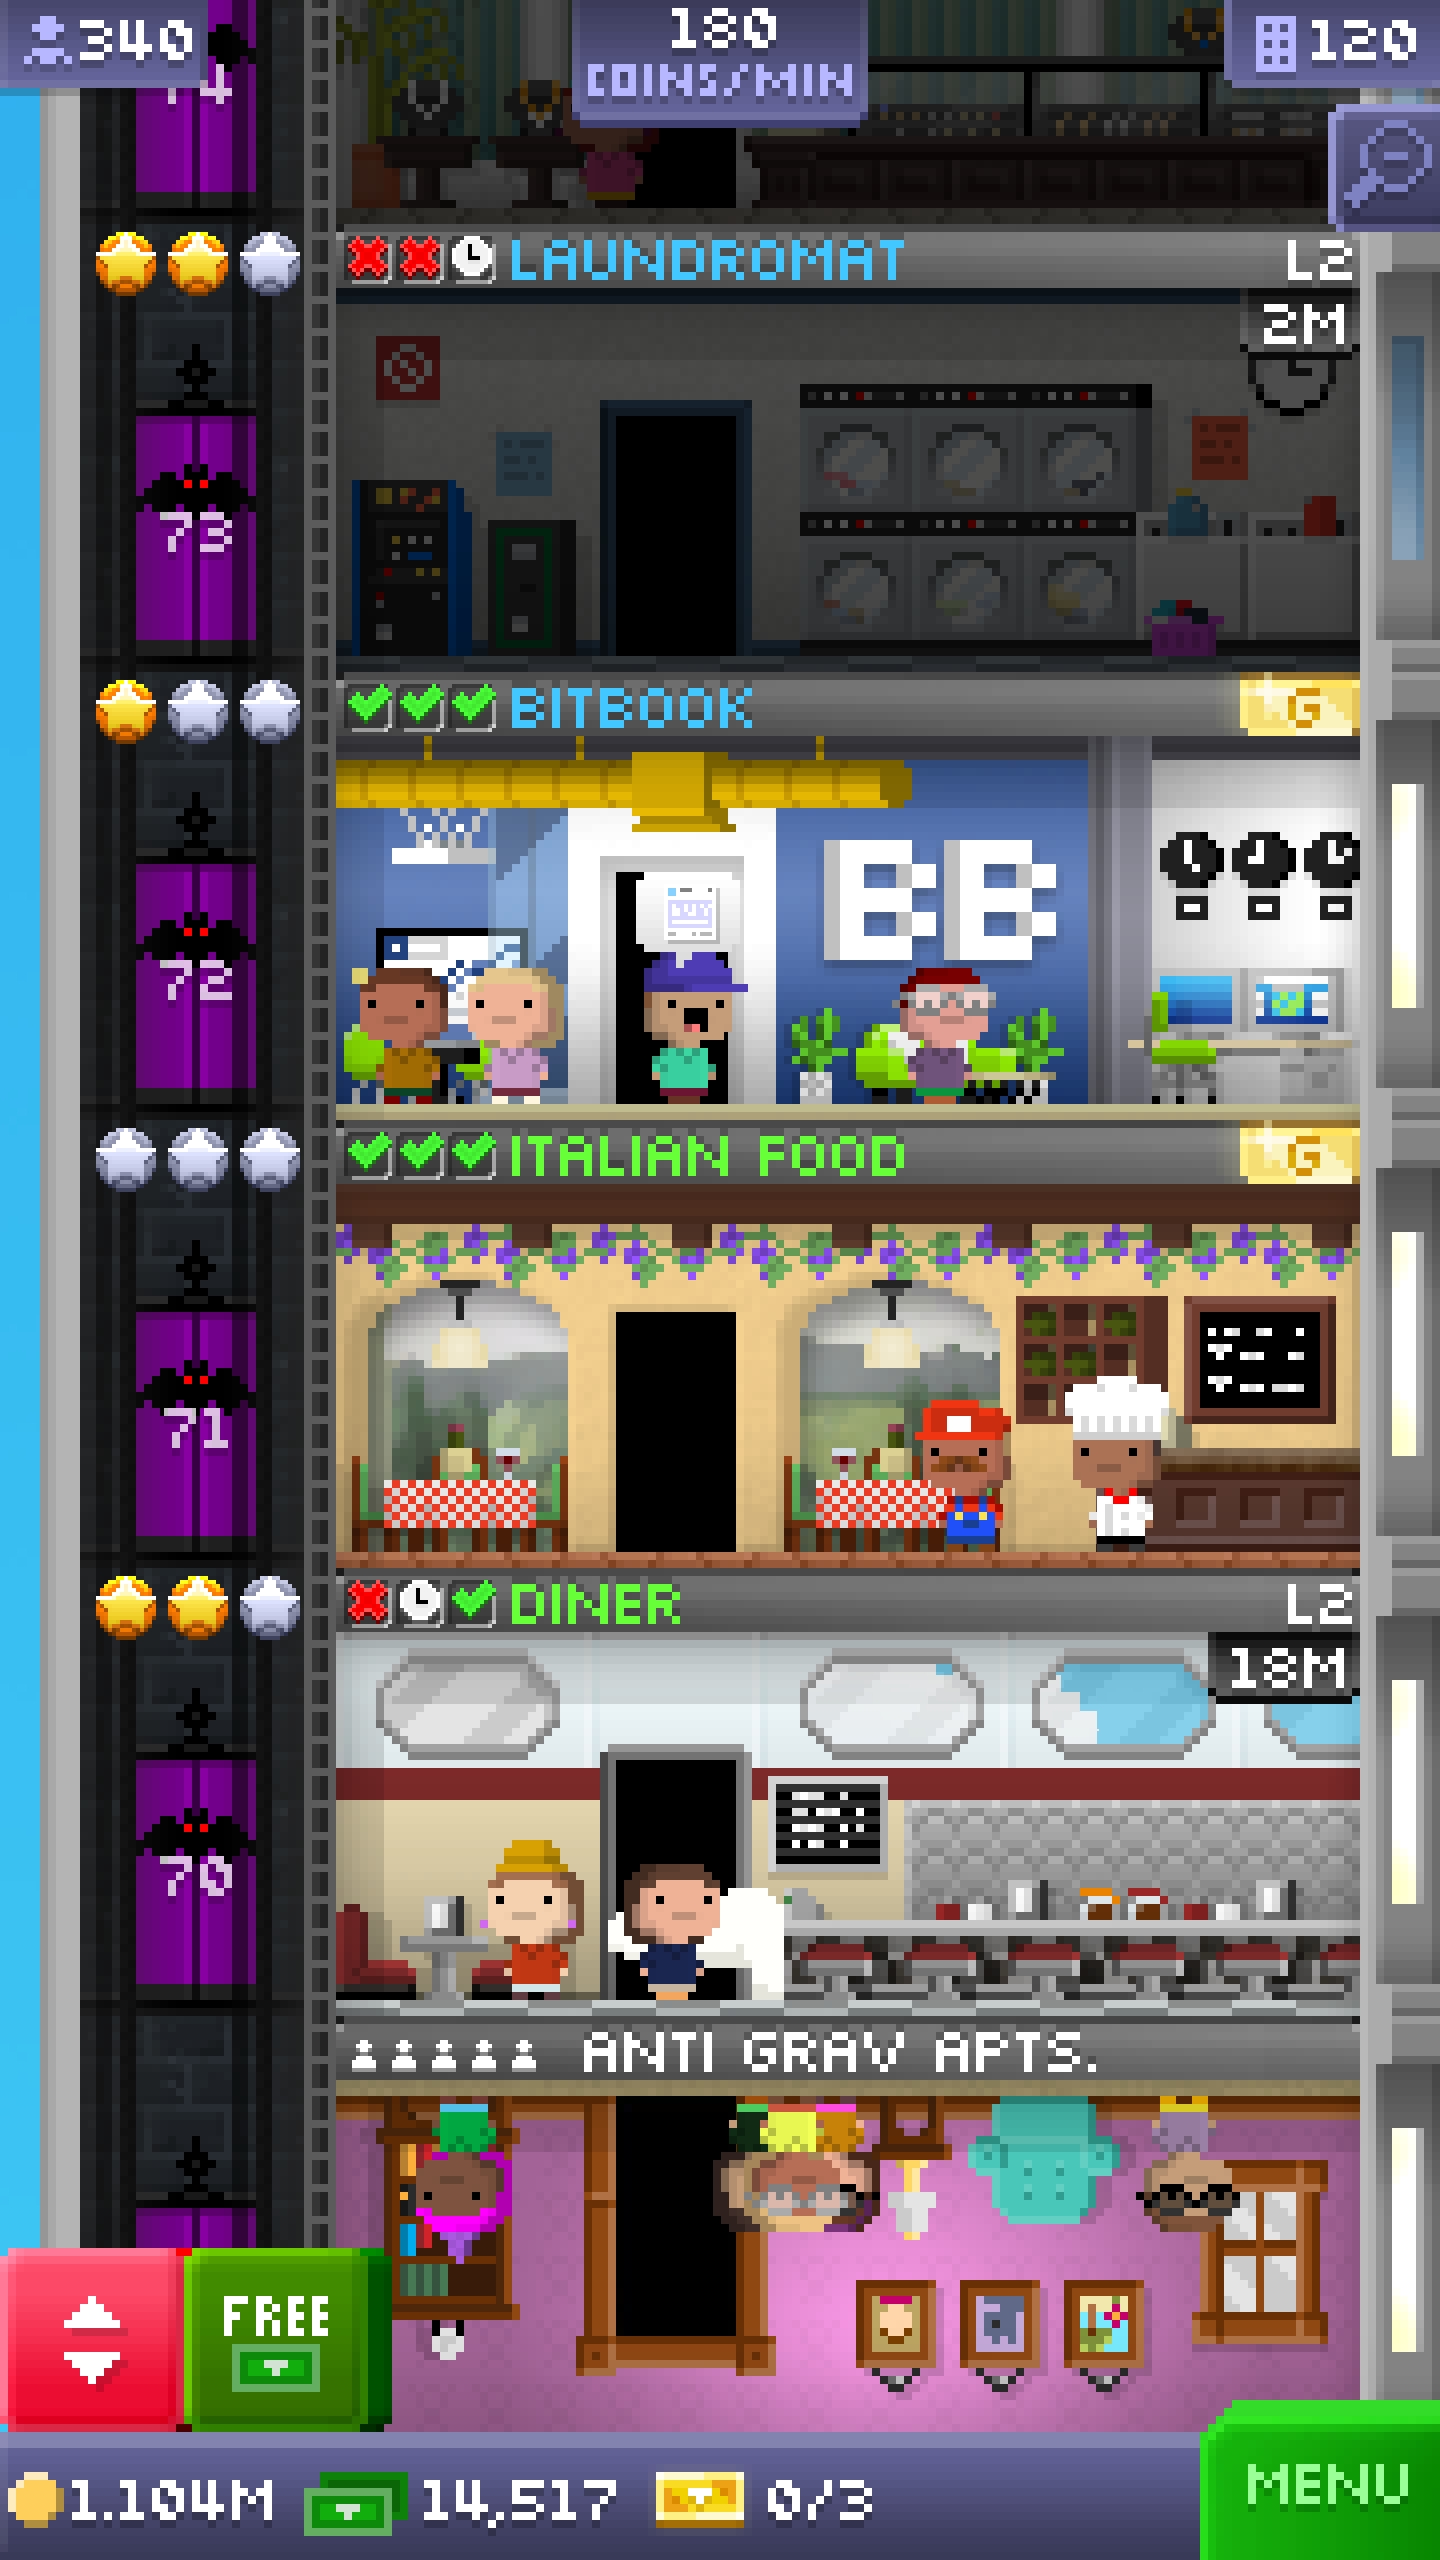 340
180
COINS/MIN
120
74
LAUNDROMAT L2
2M
73
BITBOOK G
BB
72
ITALIAN FOOD G
71
DINER L2
18M
70
ANTI GRAV APTS.
FREE
1.104M 14,517 0/3
MENU